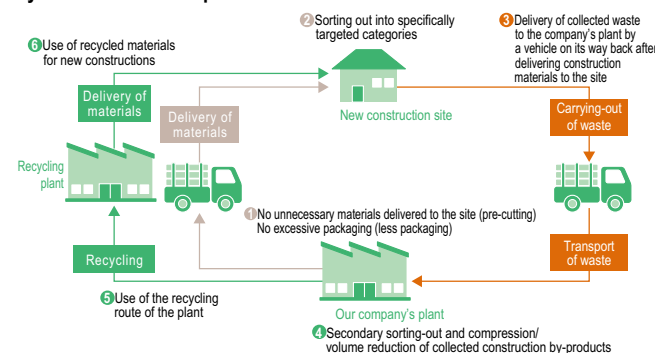 ❷Sorting out into specifically
targeted categories
❸Delivery of collected waste
to the company's plant by
a vehicle on its way back after
delivering construction
materials to the site
❻Use of recycled materials
for new constructions
Delivery of
materials
Delivery of
materials
New construction site
Carrying-out
of waste
Recycling
plant
❶No unnecessary materials delivered to the site (pre-cutting)
No excessive packaging (less packaging)
Recycling
Transport
of waste
❺Use of the recycling
route of the plant
Our company's plant
❹Secondary sorting-out and compression/
volume reduction of collected construction by-products